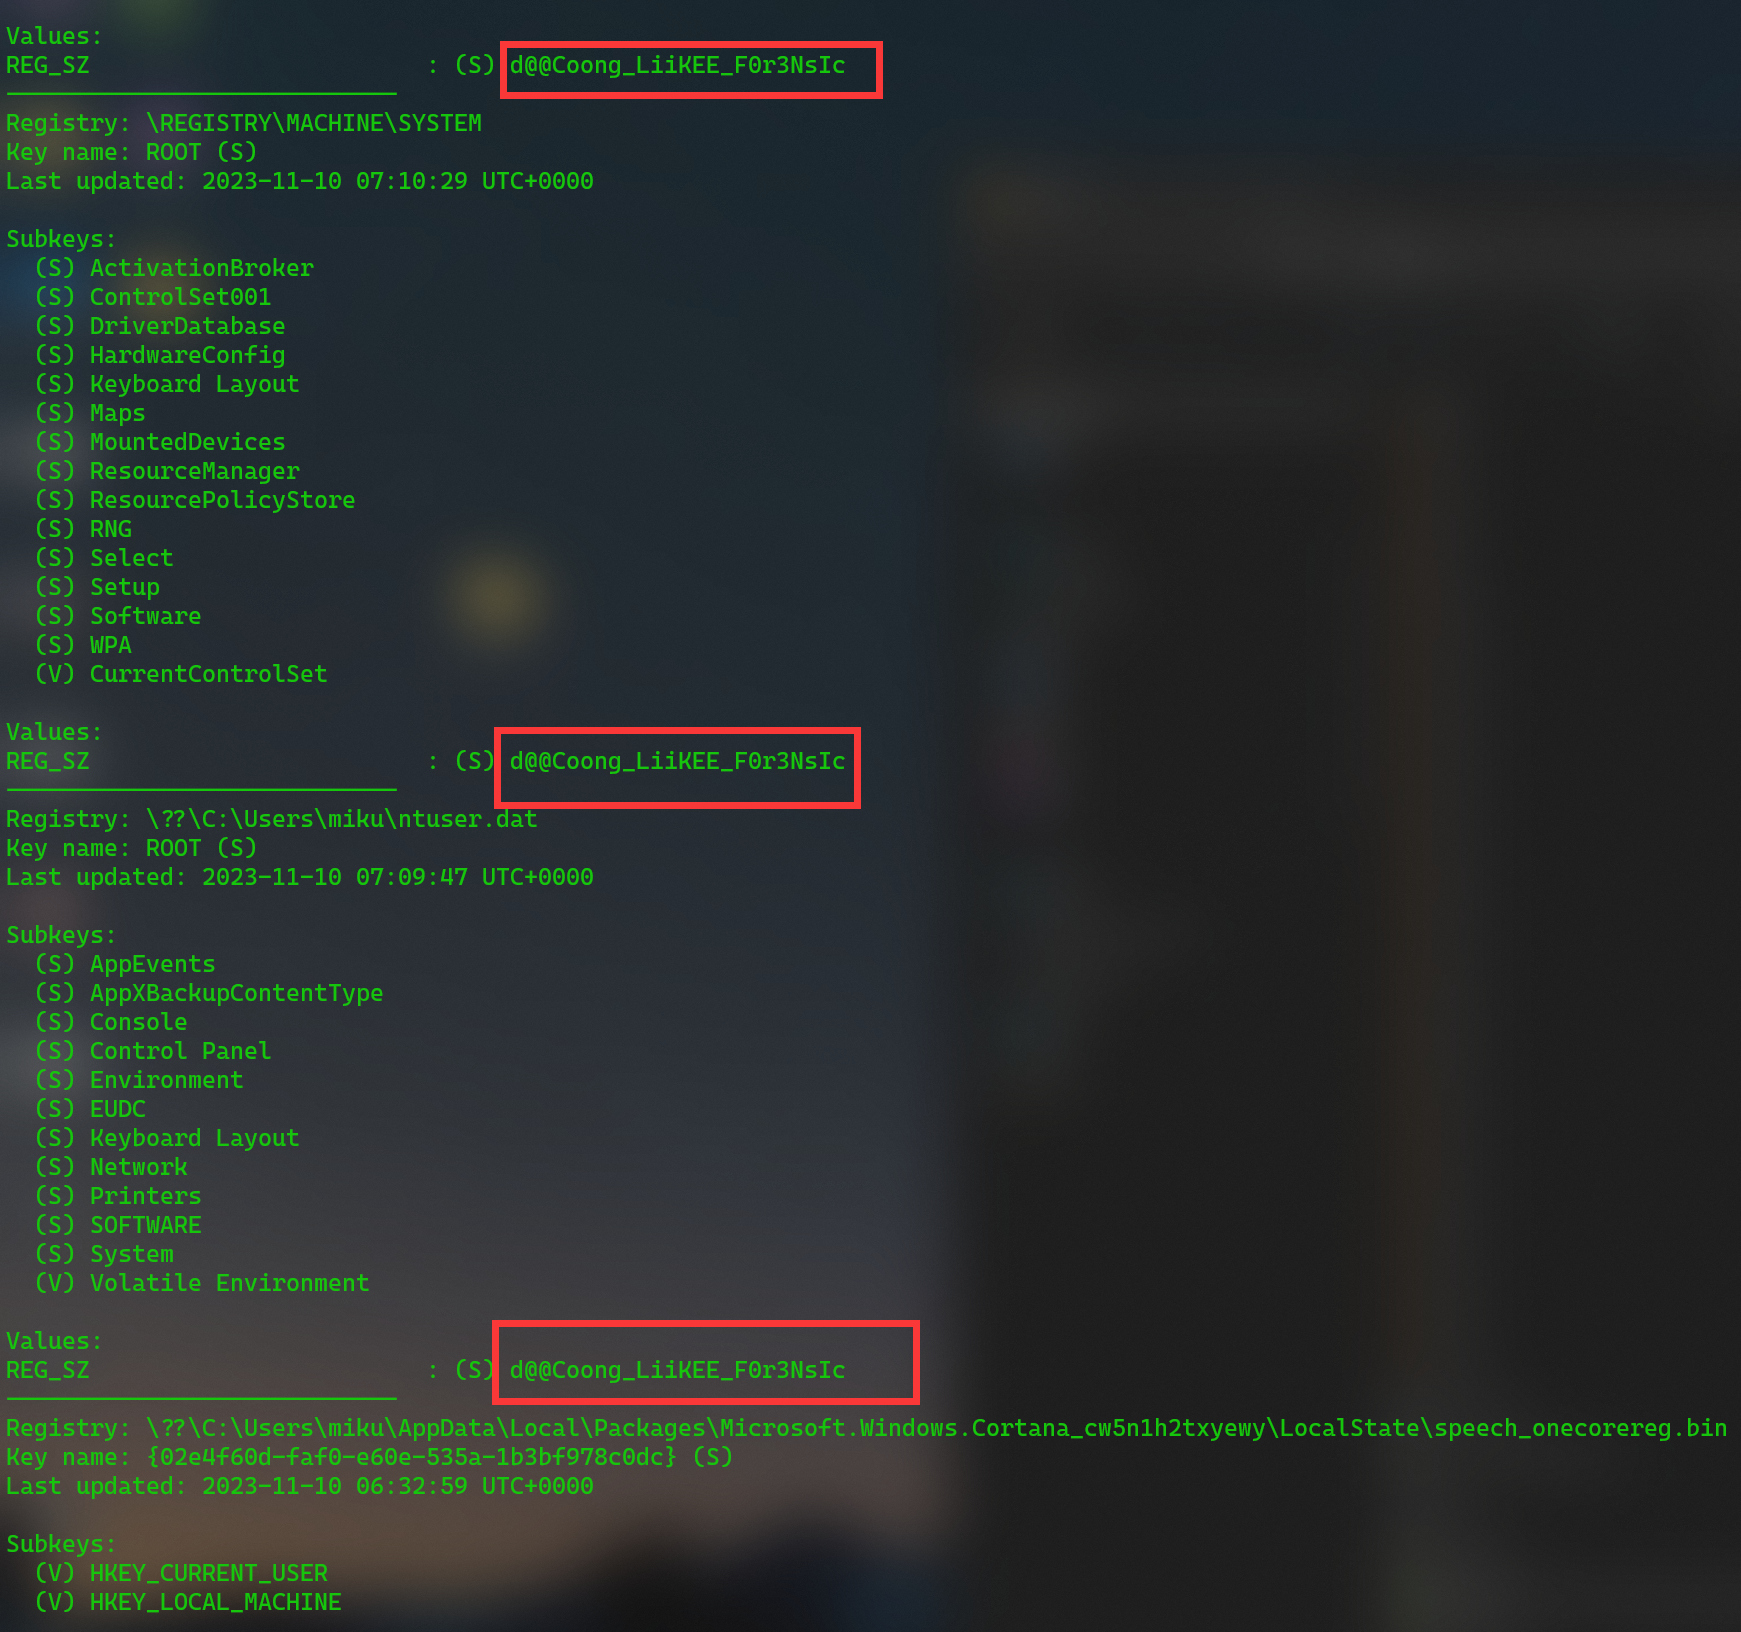 Values:
REG_SZ                        : (S) d@@Coong_LiiKEE_F0r3NsIc
Registry: \REGISTRY\MACHINE\SYSTEM
Key name: ROOT (S)
Last updated: 2023-11-10 07:10:29 UTC+0000
Subkeys:
  (S) ActivationBroker
  (S) ControlSet001
  (S) DriverDatabase
  (S) HardwareConfig
  (S) Keyboard Layout
  (S) Maps
  (S) MountedDevices
  (S) ResourceManager
  (S) ResourcePolicyStore
  (S) RNG
  (S) Select
  (S) Setup
  (S) Software
  (S) WPA
  (V) CurrentControlSet
Values:
REG_SZ                        : (S) d@@Coong_LiiKEE_F0r3NsIc
Registry: \??\C:\Users\miku\ntuser.dat
Key name: ROOT (S)
Last updated: 2023-11-10 07:09:47 UTC+0000
Subkeys:
  (S) AppEvents
  (S) AppXBackupContentType
  (S) Console
  (S) Control Panel
  (S) Environment
  (S) EUDC
  (S) Keyboard Layout
  (S) Network
  (S) Printers
  (S) SOFTWARE
  (S) System
  (V) Volatile Environment
Values:
REG_SZ                        : (S) d@@Coong_LiiKEE_F0r3NsIc
Registry: \??\C:\Users\miku\AppData\Local\Packages\Microsoft.Windows.Cortana_cw5n1h2txyewy\LocalState\speech_onecorereg.bin
Key name: {02e4f60d-faf0-e60e-535a-1b3bf978c0dc} (S)
Last updated: 2023-11-10 06:32:59 UTC+0000
Subkeys:
  (V) HKEY_CURRENT_USER
  (V) HKEY_LOCAL_MACHINE